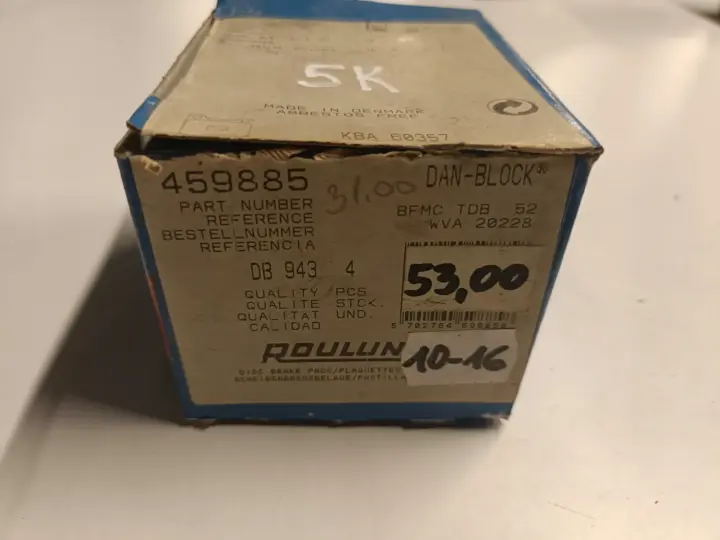 5K
MADE IN DENMARK
ASBESTOS FREE
KBA 60357
459885 31,00 DAN-BLOCK®
PART NUMBER BFMC TDB 52
REFERENCE WVA 20228
BESTELLNUMMER
REFERENCIA
DB 943 4 53,00
QUALITY PCS
QUALITE STCK.
QUALITAT UND.
CALIDAD
ROULUN 10-16
DISC BRAKE PADS/PLAQUETTES